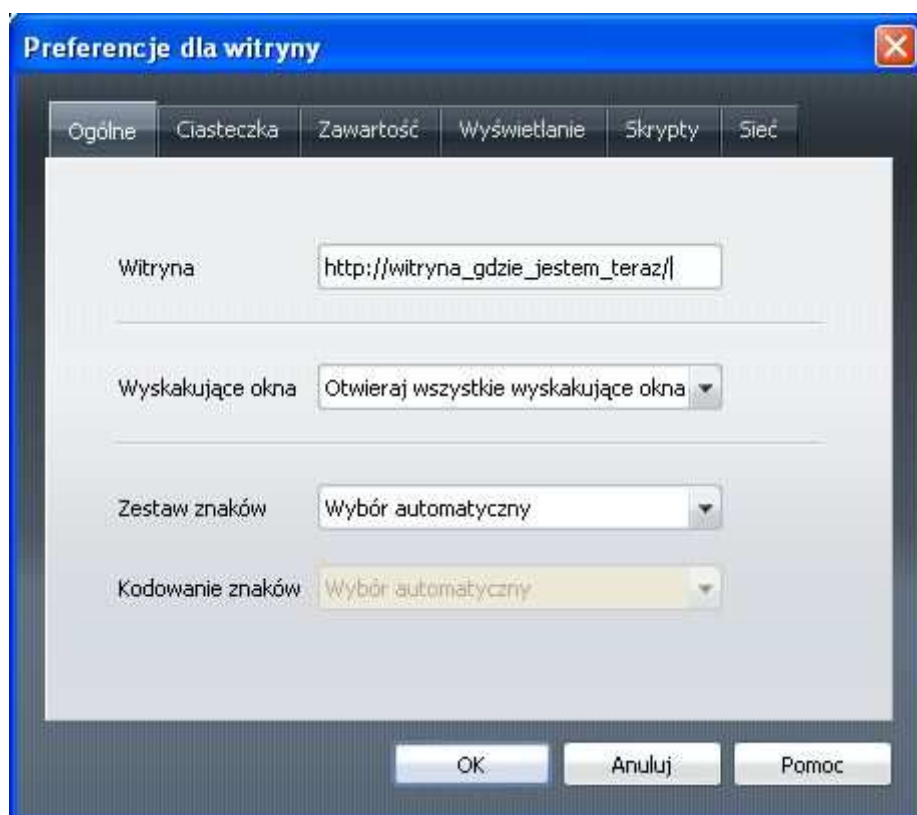 Preferencje dla witryny
Ogólne Ciasteczka Zawartość Wyświetlanie Skrypty Sieć
Witryna http://witryna_gdzie_jestem_teraz/
Wyskakujące okna Otwieraj wszystkie wyskakujące okna
Zestaw znaków Wybór automatyczny
Kodowanie znaków Wybór automatyczny
OK Anuluj Pomoc